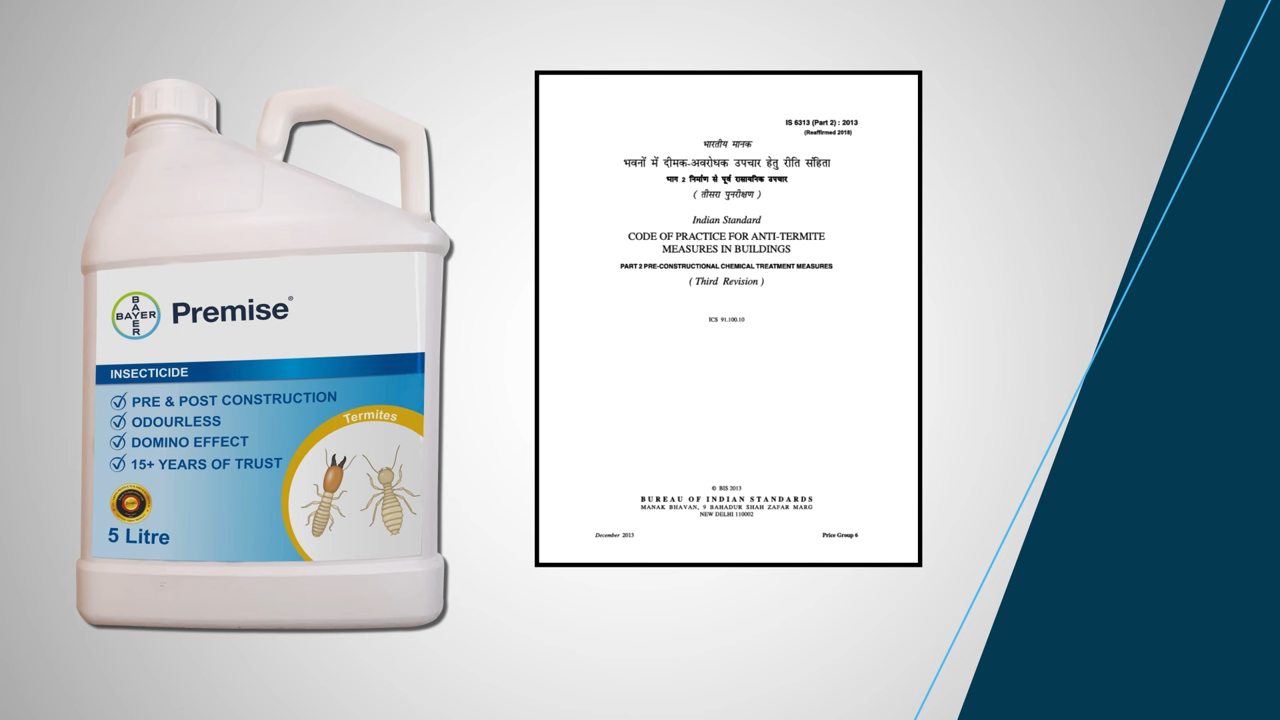 BAYER
BAYER
Premise®
INSECTICIDE
PRE & POST CONSTRUCTION
ODOURLESS
DOMINO EFFECT
15+ YEARS OF TRUST
Termites
5 Litre
IS 6313 (Part 2) : 2013
(Reaffirmed 2018)
भारतीय मानक
भवनों में दीमक-अवरोधक उपचार हेतु रीति संहिता
भाग 2 निर्माण से पूर्व रासायनिक उपचार
( तीसरा पुनरीक्षण )
Indian Standard
CODE OF PRACTICE FOR ANTI-TERMITE
MEASURES IN BUILDINGS
PART 2 PRE-CONSTRUCTIONAL CHEMICAL TREATMENT MEASURES
( Third Revision )
ICS 91.100.10
© BIS 2013
BUREAU OF INDIAN STANDARDS
MANAK BHAVAN, 9 BAHADUR SHAH ZAFAR MARG
NEW DELHI 110002
December 2013
Price Group 6